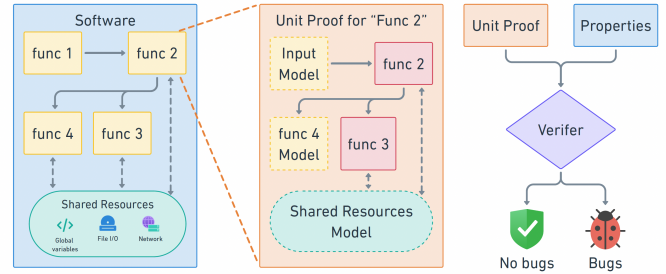 Software
func 1
func 2
func 4
func 3
Shared Resources
Global
variables
File I/O
Network
Unit Proof for “Func 2”
Input
Model
func 2
func 4
Model
func 3
Shared Resources
Model
Unit Proof
Properties
Verifer
No bugs
Bugs